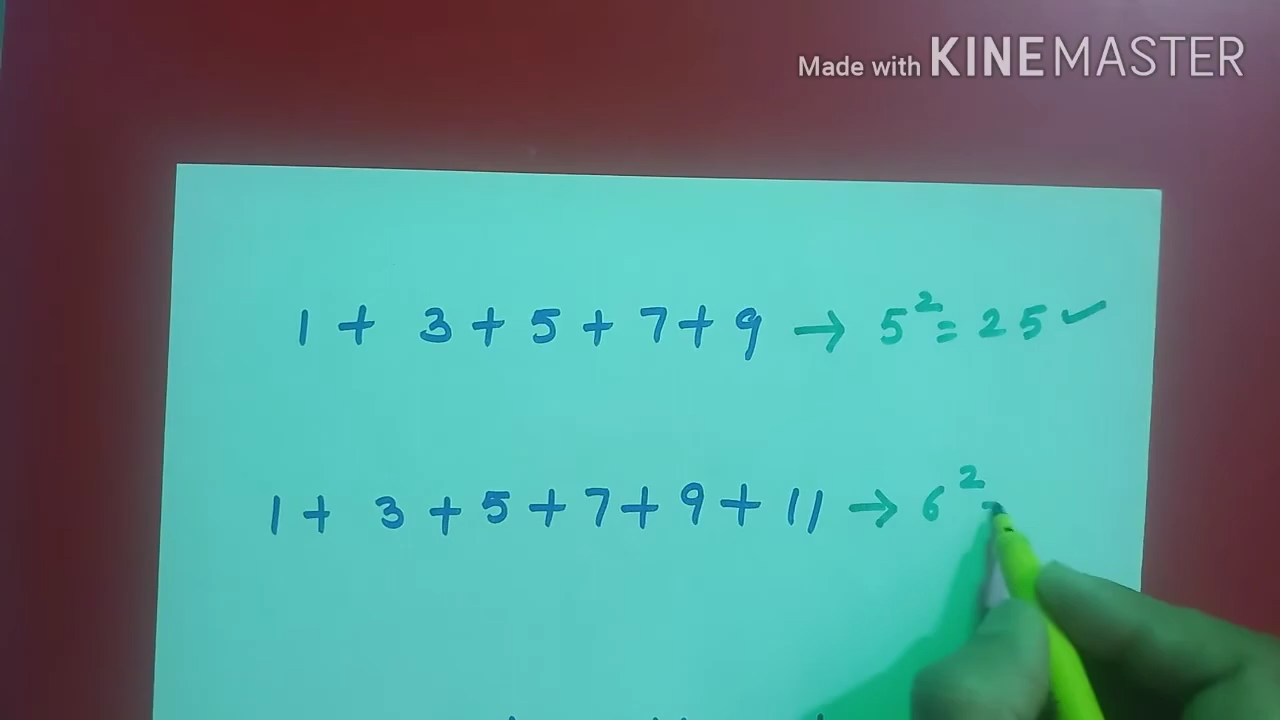 Made with KINEMASTER
1 + 3 + 5 + 7 + 9 → 5² = 25 ✓
1 + 3 + 5 + 7 + 9 + 11 → 6²